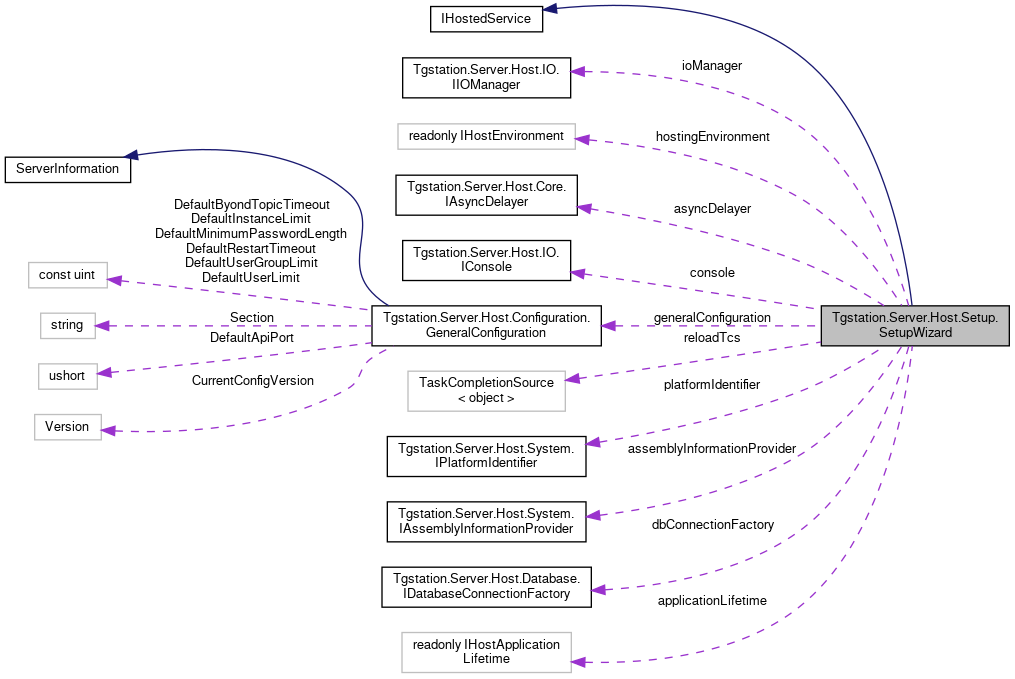 IHostedService
Tgstation.Server.Host.IO.
IIOManager
ioManager
readonly IHostEnvironment
hostingEnvironment
ServerInformation
Tgstation.Server.Host.Core.
IAsyncDelayer
asyncDelayer
DefaultByondTopicTimeout
DefaultInstanceLimit
DefaultMinimumPasswordLength
DefaultRestartTimeout
DefaultUserGroupLimit
DefaultUserLimit
Tgstation.Server.Host.IO.
IConsole
console
const uint
string
Section
DefaultApiPort
Tgstation.Server.Host.Configuration.
GeneralConfiguration
generalConfiguration
reloadTcs
Tgstation.Server.Host.Setup.
SetupWizard
ushort
CurrentConfigVersion
TaskCompletionSource
< object >
platformIdentifier
Version
Tgstation.Server.Host.System.
IPlatformIdentifier
assemblyInformationProvider
Tgstation.Server.Host.System.
IAssemblyInformationProvider
dbConnectionFactory
Tgstation.Server.Host.Database.
IDatabaseConnectionFactory
applicationLifetime
readonly IHostApplication
Lifetime